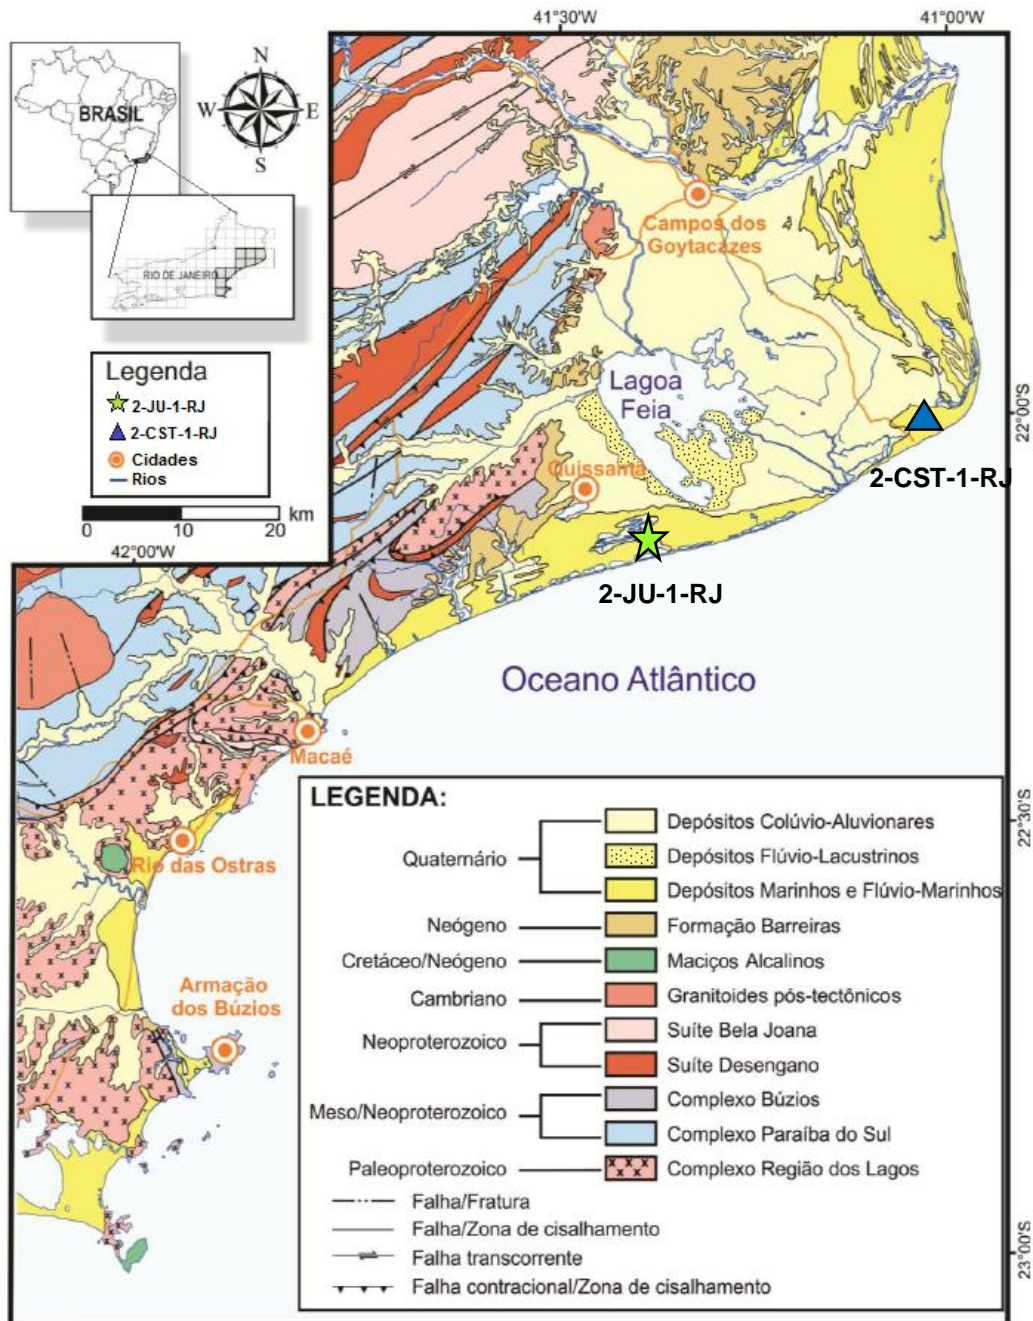 41°30'W
41°00'W
N
W
E
S
BRASIL
RIO DE JANEIRO
Legenda
2-JU-1-RJ
2-CST-1-RJ
Cidades
Rios
0 10 20 km
42°00'W
Campos dos
Goytacazes
Lagoa
Feia
Quissamã
22°00'S
2-CST-1-RJ
2-JU-1-RJ
Oceano Atlântico
Macaé
Rio das Ostras
Armação
dos Búzios
22°30'S
23°00'S
LEGENDA:
Quaternário
Depósitos Colúvio-Aluvionares
Depósitos Flúvio-Lacustrinos
Depósitos Marinhos e Flúvio-Marinhos
Neógeno
Formação Barreiras
Cretáceo/Neógeno
Maciços Alcalinos
Cambriano
Granitoides pós-tectônicos
Neoproterozoico
Suíte Bela Joana
Suíte Desengano
Meso/Neoproterozoico
Complexo Búzios
Complexo Paraíba do Sul
Paleoproterozoico
Complexo Região dos Lagos
Falha/Fratura
Falha/Zona de cisalhamento
Falha transcorrente
Falha contracional/Zona de cisalhamento